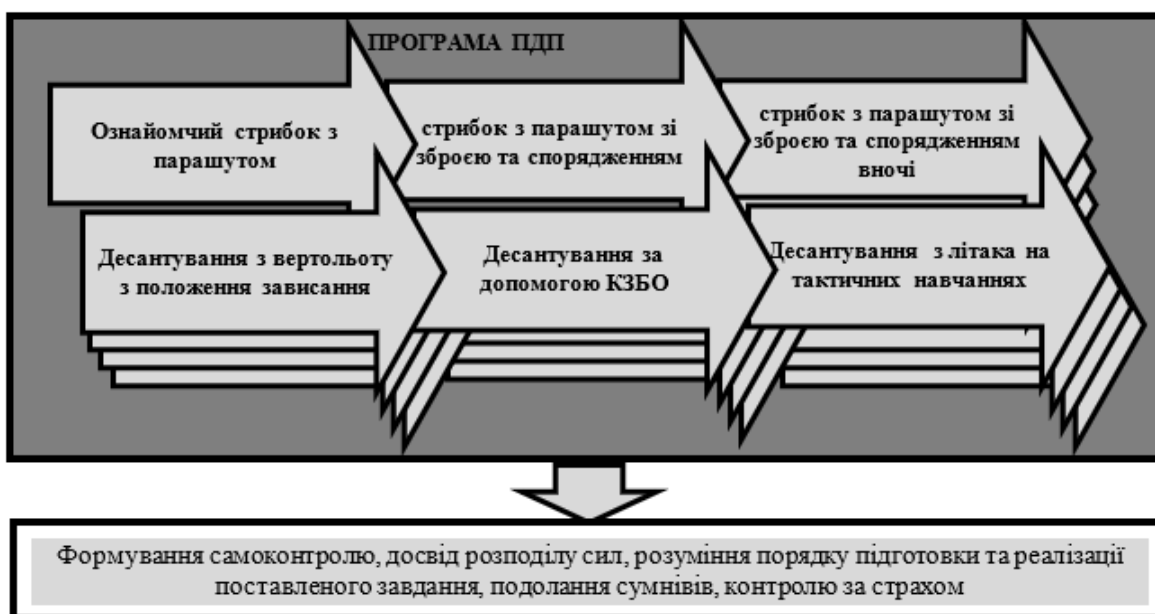 ПРОГРАМА ПДП
Ознайомчий стрибок з
парашутом
стрибок з парашутом зі
зброєю та спорядженням
стрибок з парашутом зі
зброєю та спорядженням
вночі
Десантування з вертольоту
з положення зависання
Десантування за
допомогою КЗБО
Десантування з літака на
тактичних навчаннях
Формування самоконтролю, досвід розподілу сил, розуміння порядку підготовки та реалізації
поставленого завдання, подолання сумнівів, контролю за страхом